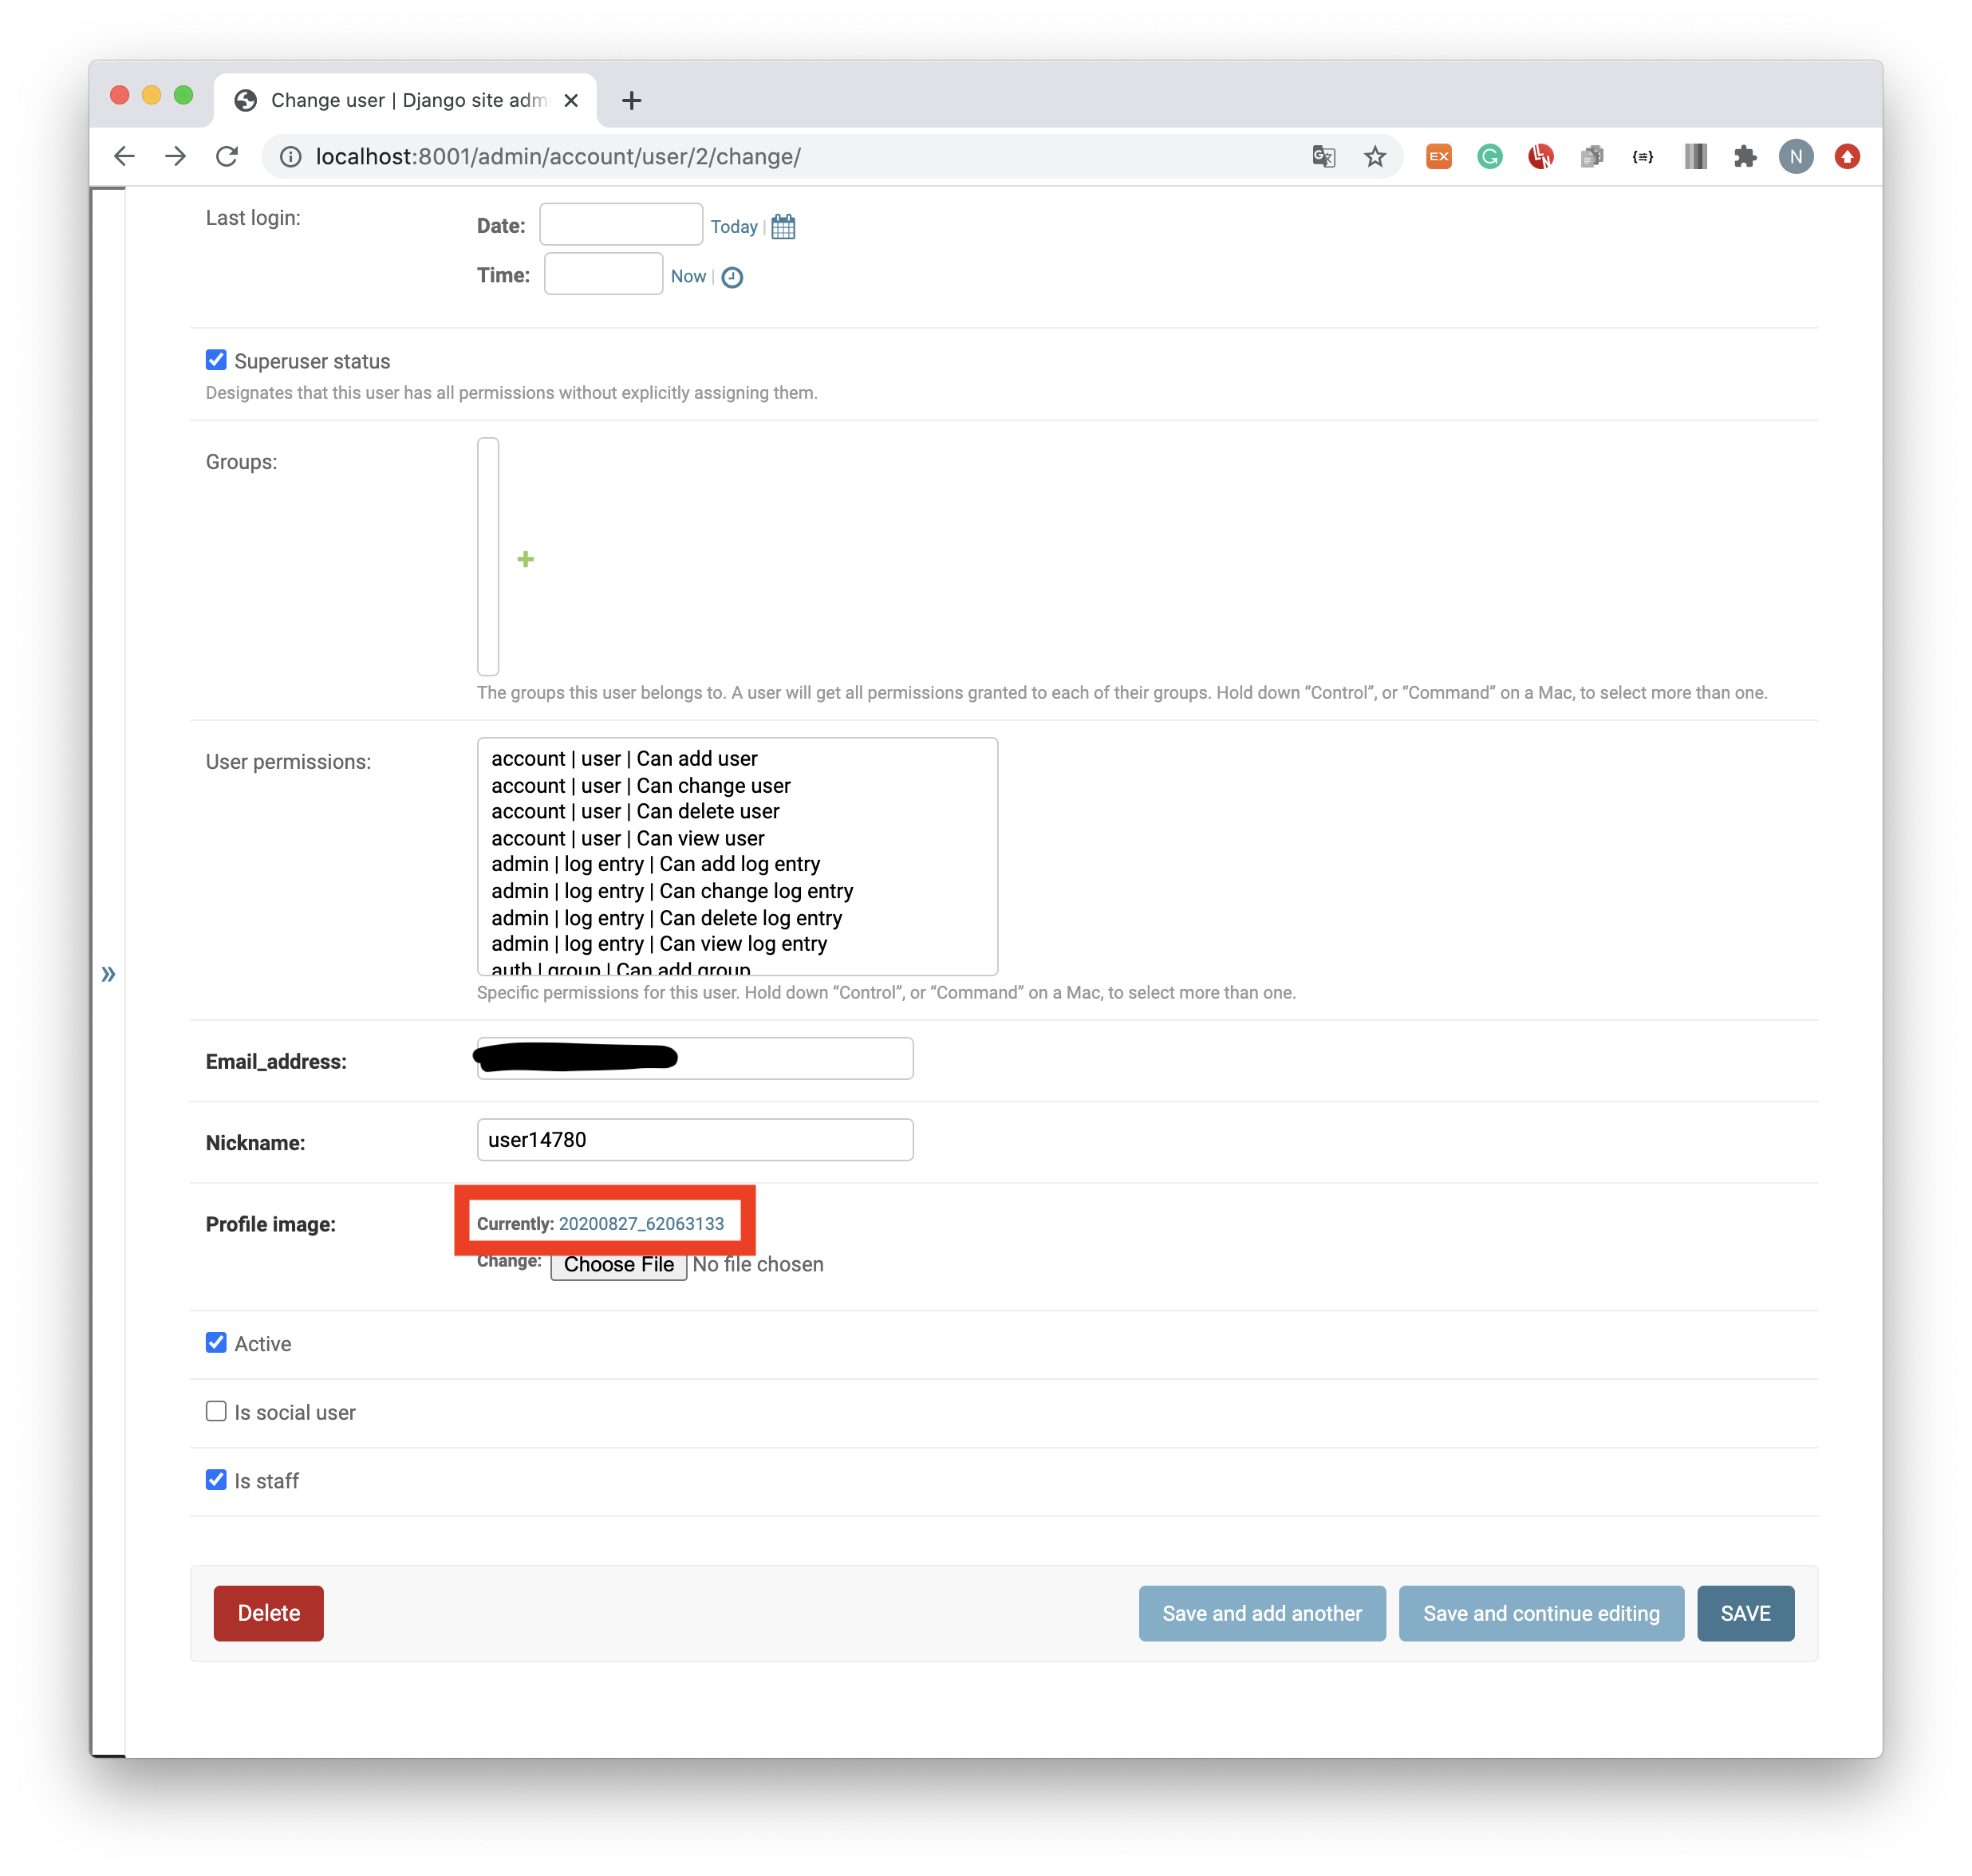 Change user | Django site adm
localhost:8001/admin/account/user/2/change/
EX
{≡}
N
Last login:
Date:
Today |
Time:
Now |
Superuser status
Designates that this user has all permissions without explicitly assigning them.
Groups:
The groups this user belongs to. A user will get all permissions granted to each of their groups. Hold down “Control”, or “Command” on a Mac, to select more than one.
User permissions:
account | user | Can add user
account | user | Can change user
account | user | Can delete user
account | user | Can view user
admin | log entry | Can add log entry
admin | log entry | Can change log entry
admin | log entry | Can delete log entry
admin | log entry | Can view log entry
auth | group | Can add group
Specific permissions for this user. Hold down “Control”, or “Command” on a Mac, to select more than one.
Email_address:
Nickname:
user14780
Profile image:
Currently: 20200827_62063133
Change: Choose File No file chosen
Active
Is social user
Is staff
Delete
Save and add another
Save and continue editing
SAVE